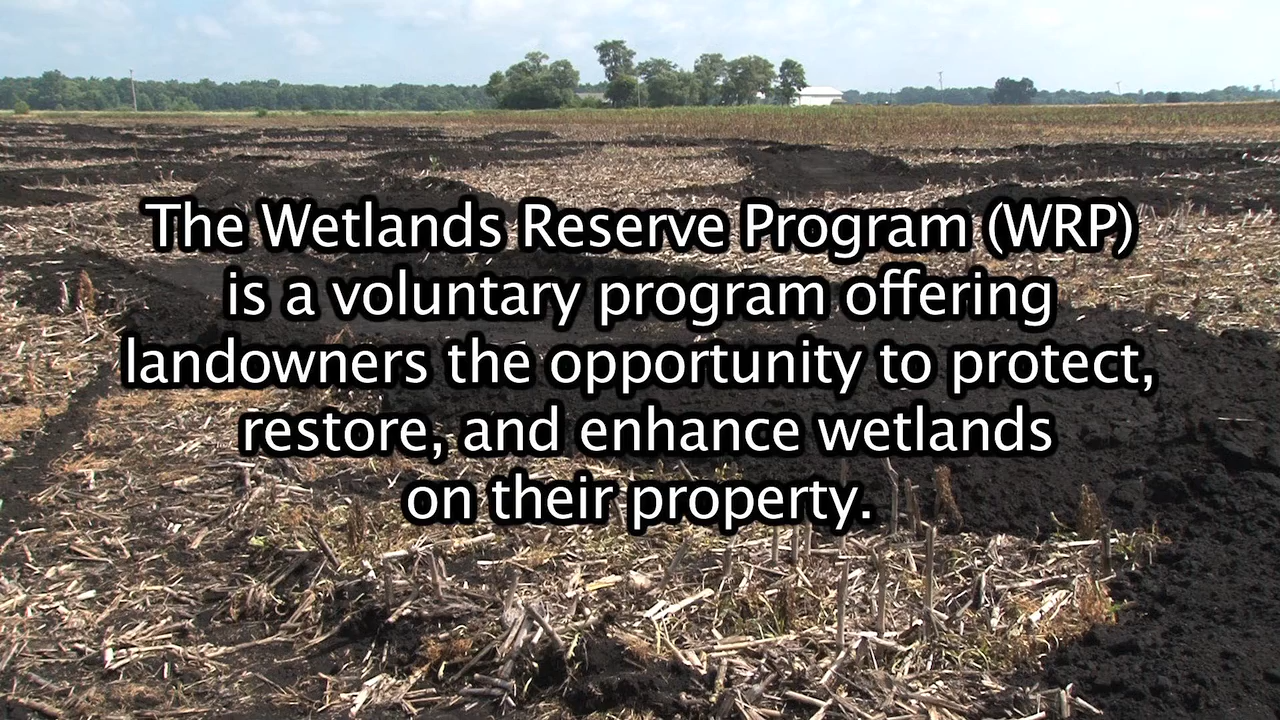 The Wetlands Reserve Program (WRP)
is a voluntary program offering
landowners the opportunity to protect,
restore, and enhance wetlands
on their property.